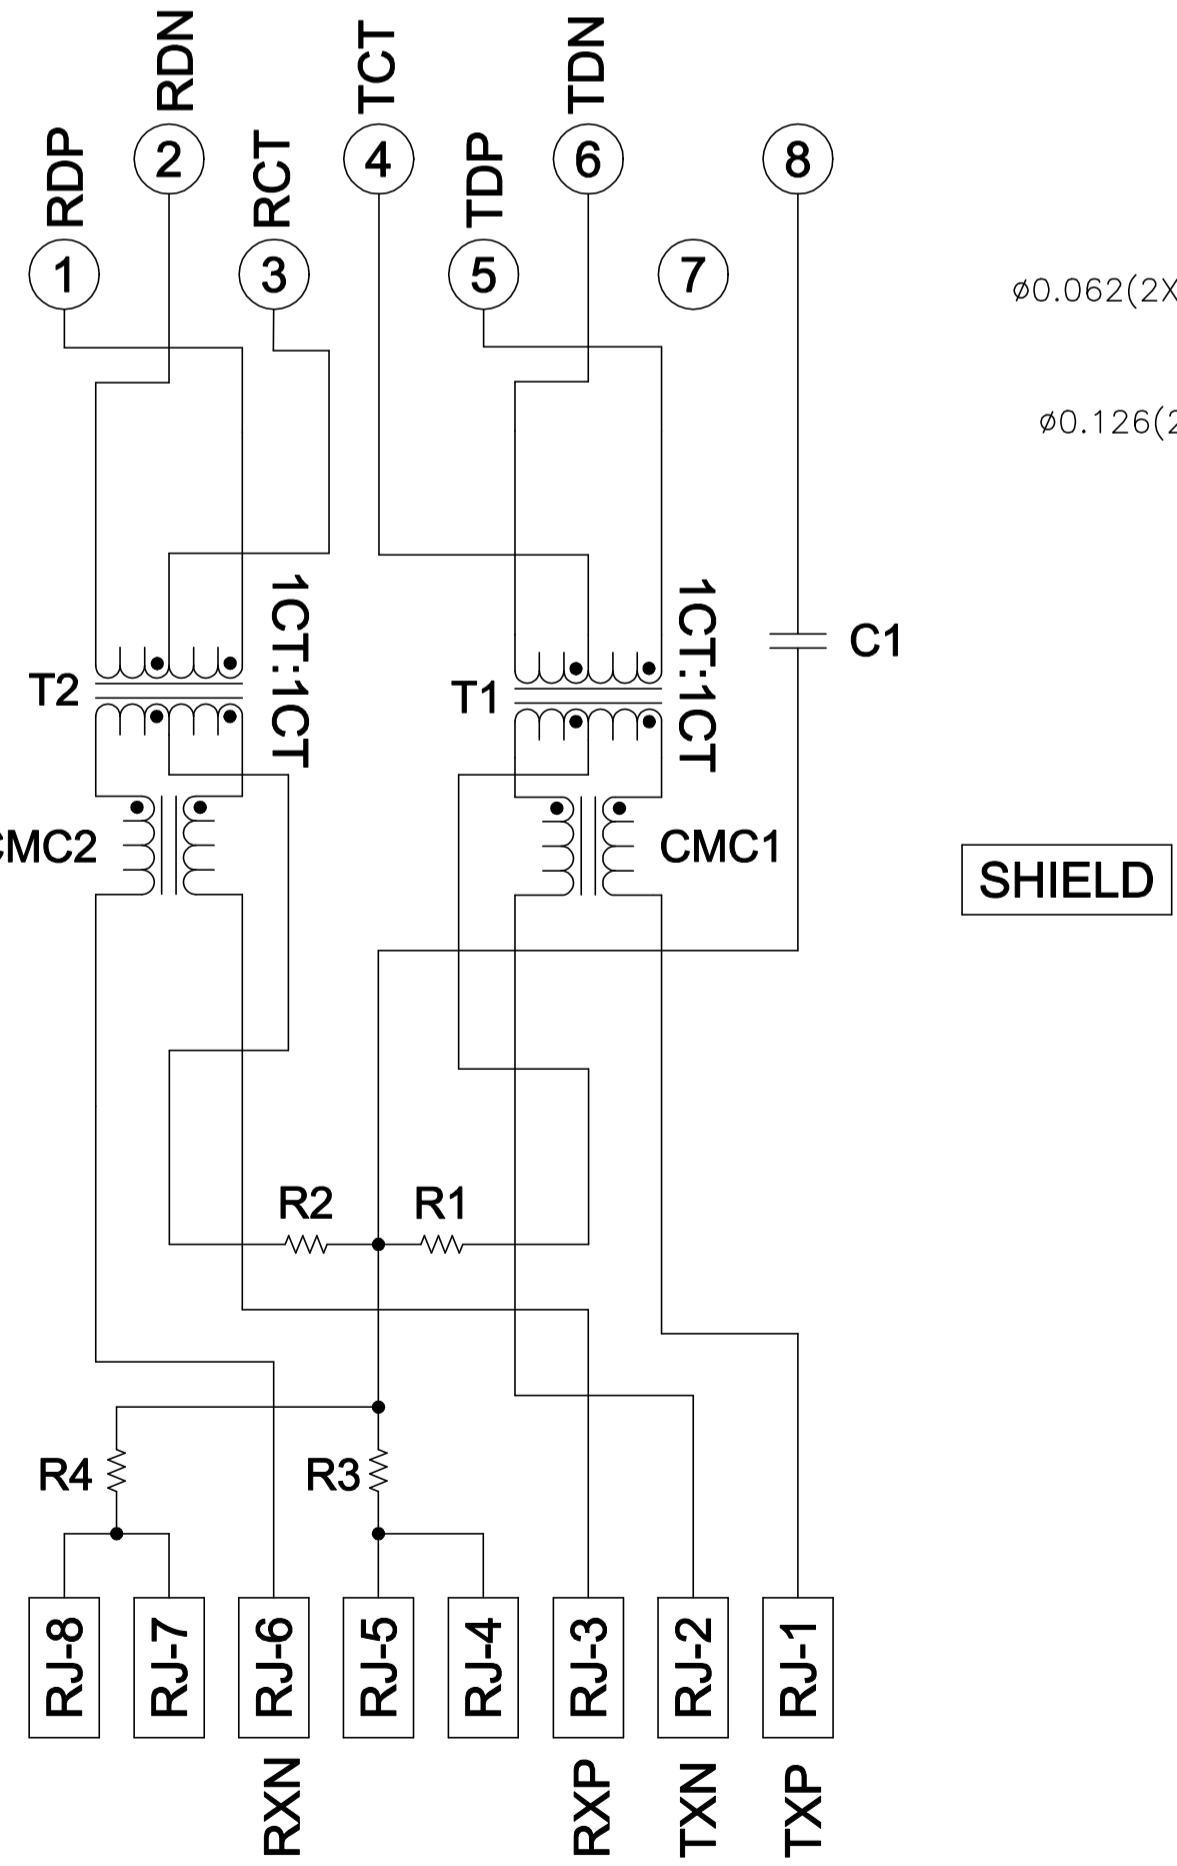 RDN
TCT
TDN
RDP
RCT
TDP
2
4
6
8
1
3
5
7
ø0.062(2X
ø0.126(2
1CT:1CT
1CT:1CT
C1
T2
T1
CMC2
CMC1
SHIELD
R2
R1
R4
R3
RJ-8
RJ-7
RJ-6
RJ-5
RJ-4
RJ-3
RJ-2
RJ-1
RXN
RXP
TXN
TXP